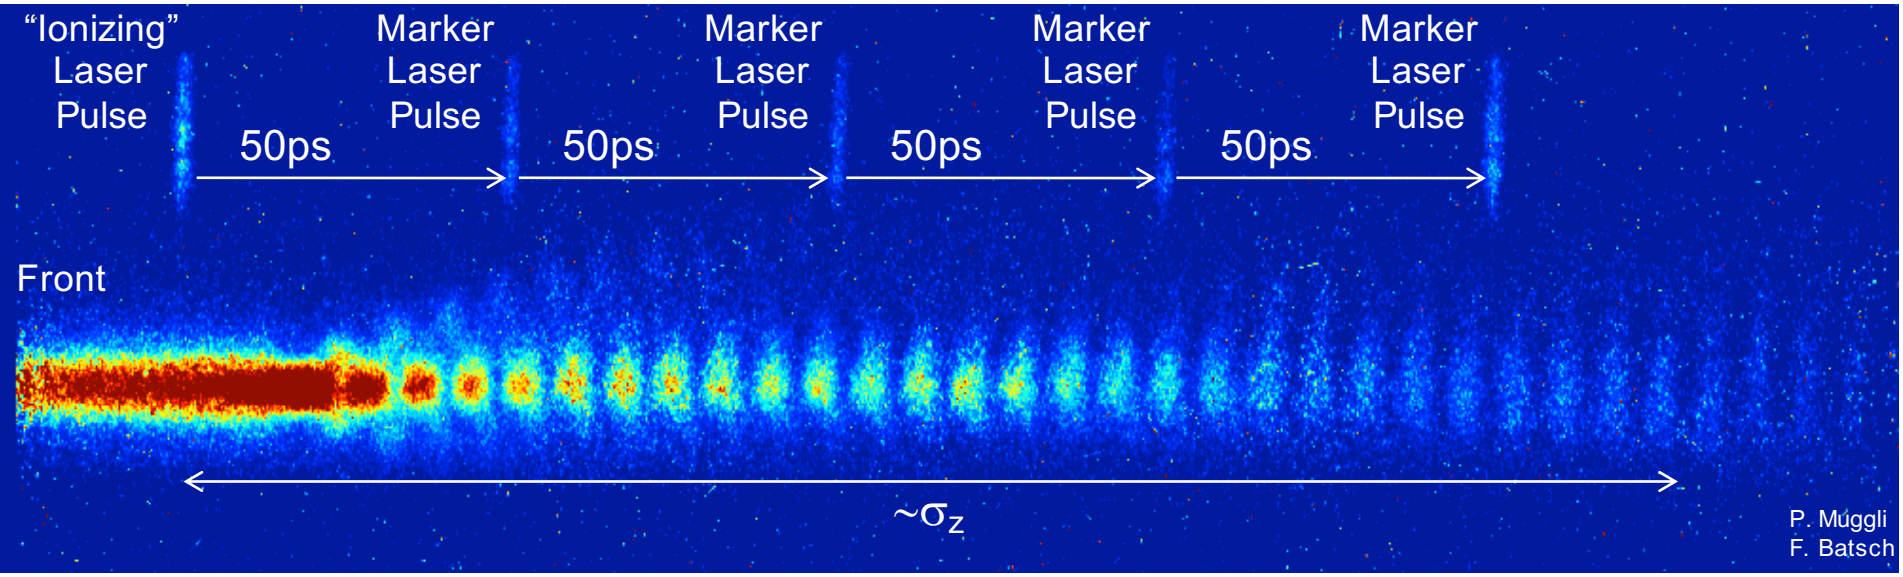 “Ionizing”
Laser
Pulse
Marker
Laser
Pulse
Marker
Laser
Pulse
Marker
Laser
Pulse
Marker
Laser
Pulse
50ps
50ps
50ps
50ps
Front
~σz
P. Muggli
F. Batsch